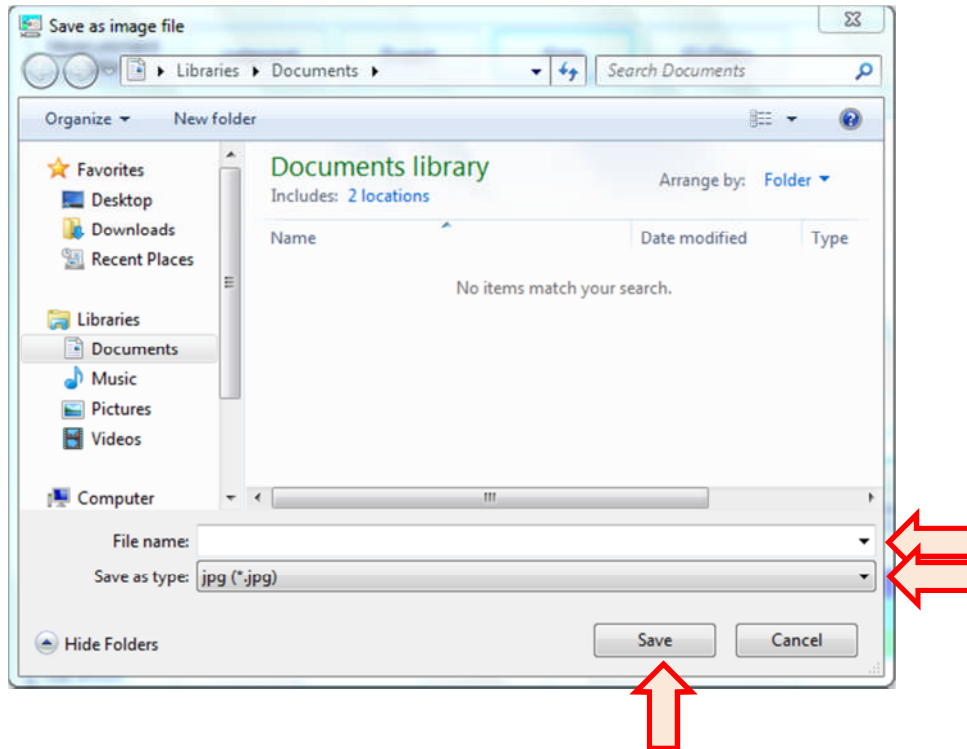 Save as image file
Libraries Documents Search Documents
Organize New folder
Favorites
Desktop
Downloads
Recent Places
Libraries
Documents
Music
Pictures
Videos
Computer
Documents library
Includes: 2 locations
Arrange by: Folder
Name Date modified Type
No items match your search.
File name:
Save as type: jpg (*.jpg)
Hide Folders Save Cancel